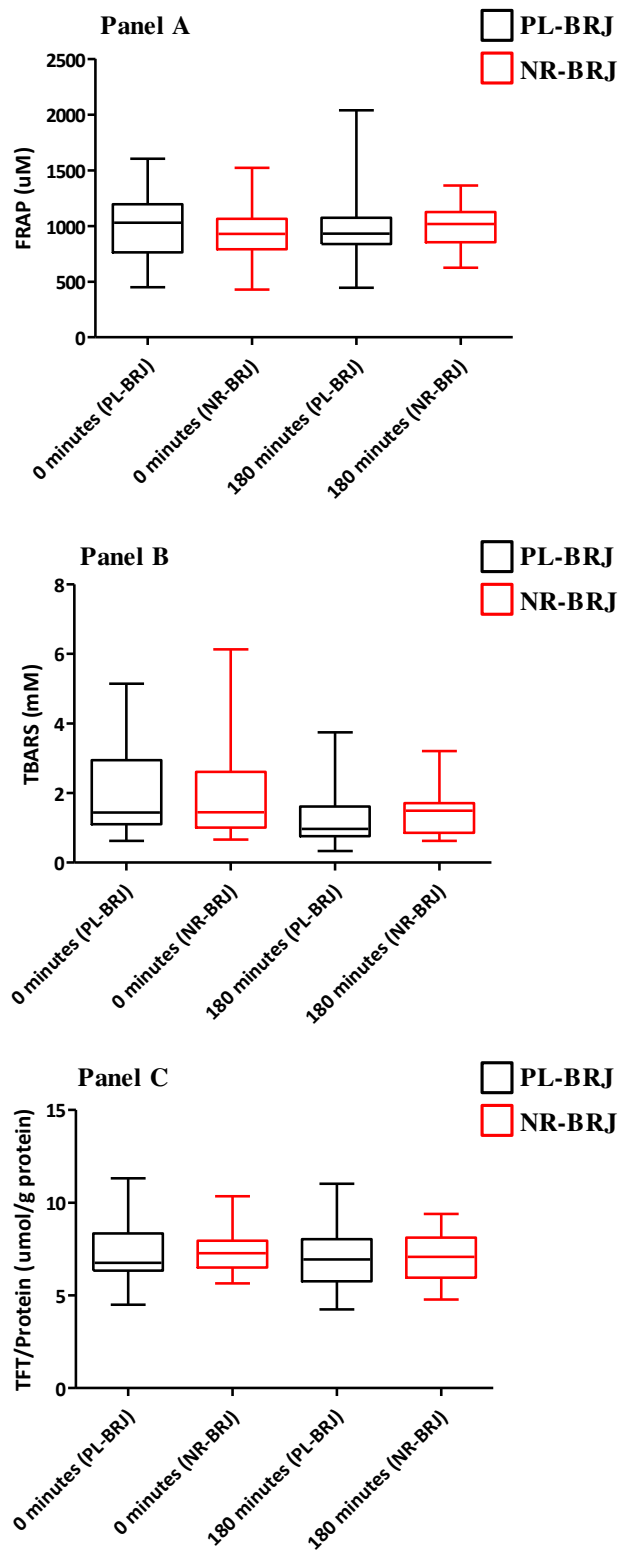 Panel A
PL-BRJ
NR-BRJ
FRAP (uM)
2500
2000
1500
1000
500
0
0 minutes (PL-BRJ)
0 minutes (NR-BRJ)
180 minutes (PL-BRJ)
180 minutes (NR-BRJ)
Panel B
PL-BRJ
NR-BRJ
TBARS (mM)
8
6
4
2
0
0 minutes (PL-BRJ)
0 minutes (NR-BRJ)
180 minutes (PL-BRJ)
180 minutes (NR-BRJ)
Panel C
PL-BRJ
NR-BRJ
TFT/Protein (umol/g protein)
15
10
5
0
0 minutes (PL-BRJ)
0 minutes (NR-BRJ)
180 minutes (PL-BRJ)
180 minutes (NR-BRJ)